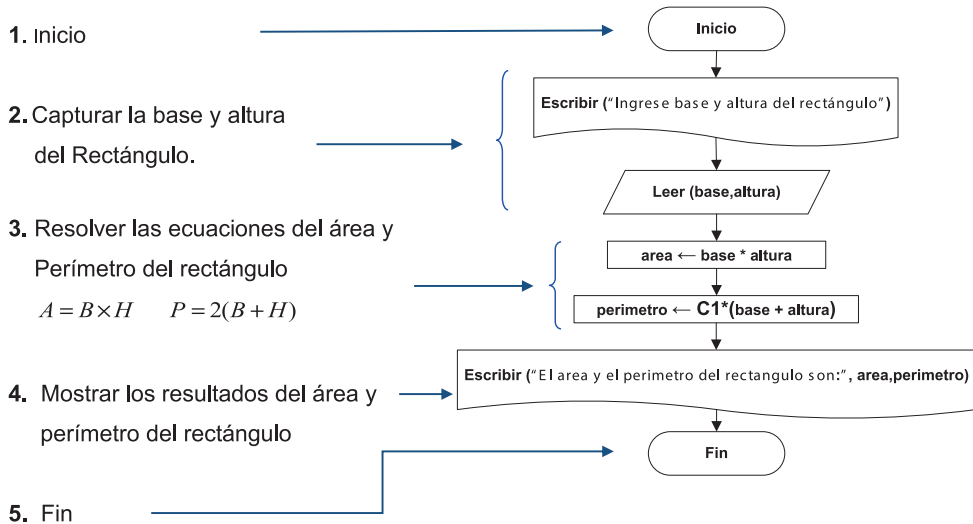 1. Inicio
2. Capturar la base y altura
del Rectángulo.
3. Resolver las ecuaciones del área y
Perímetro del rectángulo
A = B × H P = 2(B + H)
4. Mostrar los resultados del área y
perímetro del rectángulo
5. Fin
Inicio
Escribir ("Ingrese base y altura del rectángulo")
Leer (base,altura)
area ← base * altura
perimetro ← C1*(base + altura)
Escribir ("El area y el perimetro del rectangulo son:", area,perimetro)
Fin